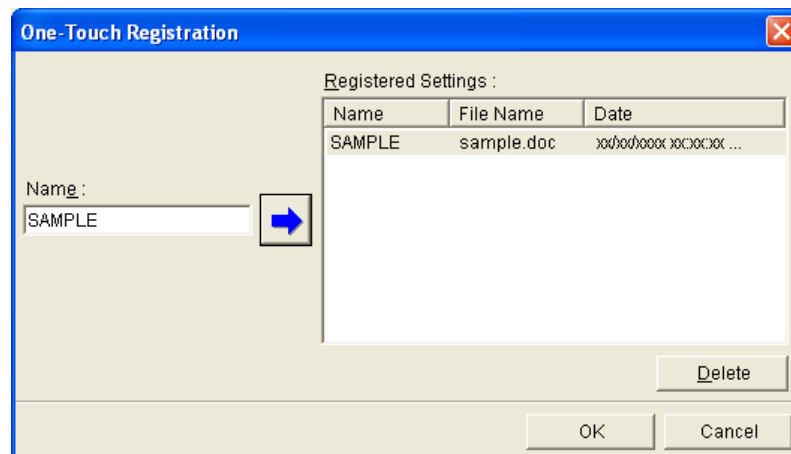 One-Touch Registration
Registered Settings :
Name File Name Date
SAMPLE sample.doc xx/xx/xxxx xx:xx:xx ...
Name :
SAMPLE
Delete
OK Cancel